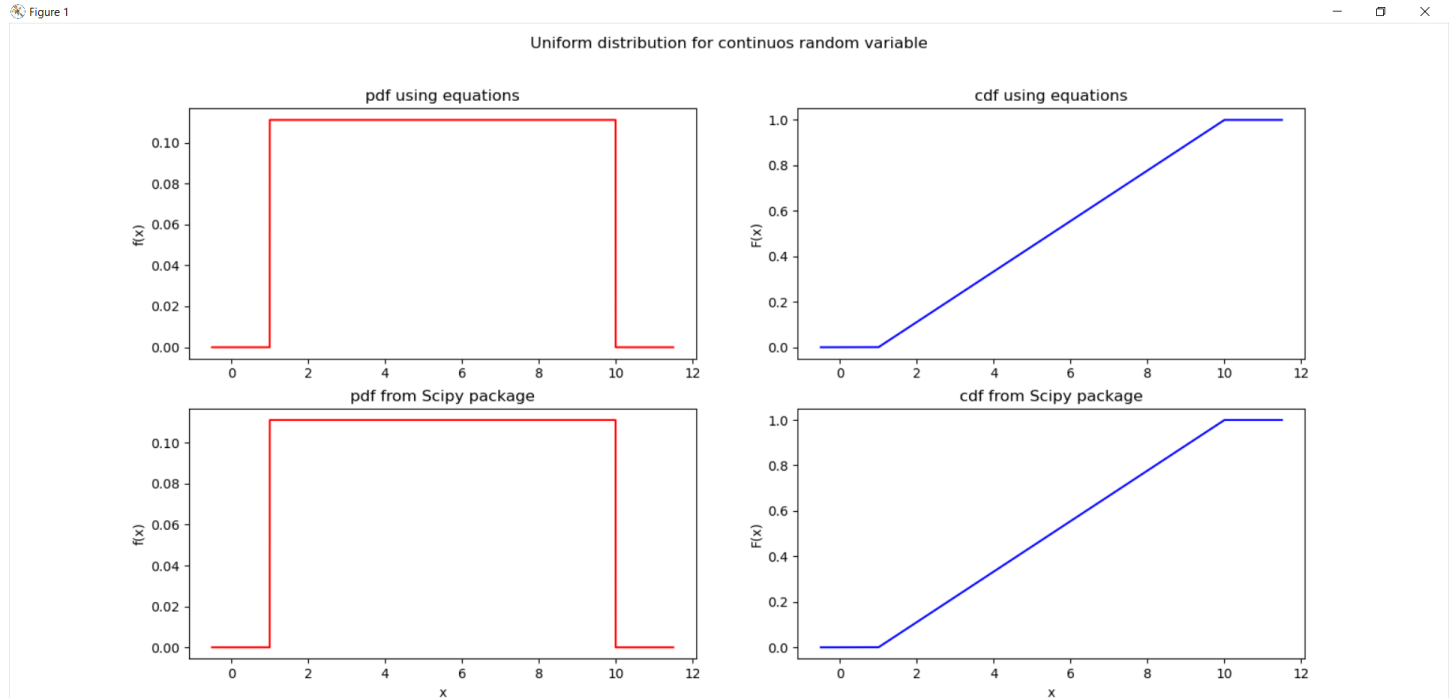 Figure 1
Uniform distribution for continuos random variable
pdf using equations
0.10
0.08
0.06
0.04
0.02
0.00
f(x)
0 2 4 6 8 10 12
cdf using equations
1.0
0.8
0.6
0.4
0.2
0.0
F(x)
0 2 4 6 8 10 12
pdf from Scipy package
0.10
0.08
0.06
0.04
0.02
0.00
f(x)
0 2 4 6 8 10 12
x
cdf from Scipy package
1.0
0.8
0.6
0.4
0.2
0.0
F(x)
0 2 4 6 8 10 12
x